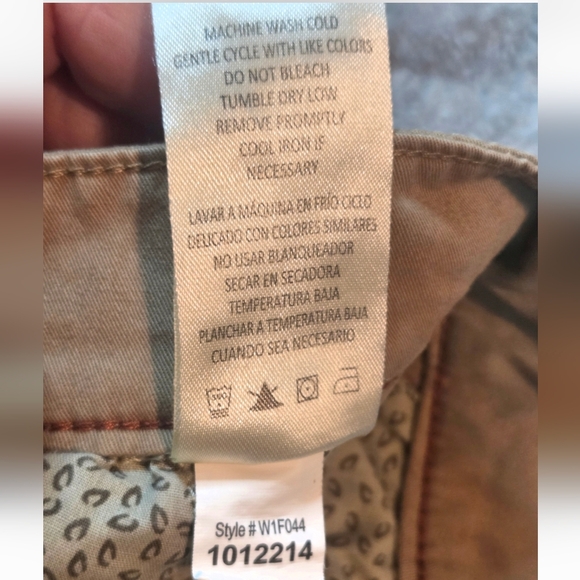 MACHINE WASH COLD
GENTLE CYCLE WITH LIKE COLORS
DO NOT BLEACH
TUMBLE DRY LOW
REMOVE PROMPTLY
COOL IRON IF
NECESSARY
LAVAR A MÁQUINA EN FRÍO CICLO
DELICADO CON COLORES SIMILARES
NO USAR BLANQUEADOR
SECAR EN SECADORA
TEMPERATURA BAJA
PLANCHAR A TEMPERATURA BAJA
CUANDO SEA NECESARIO
Style # W1F044
1012214